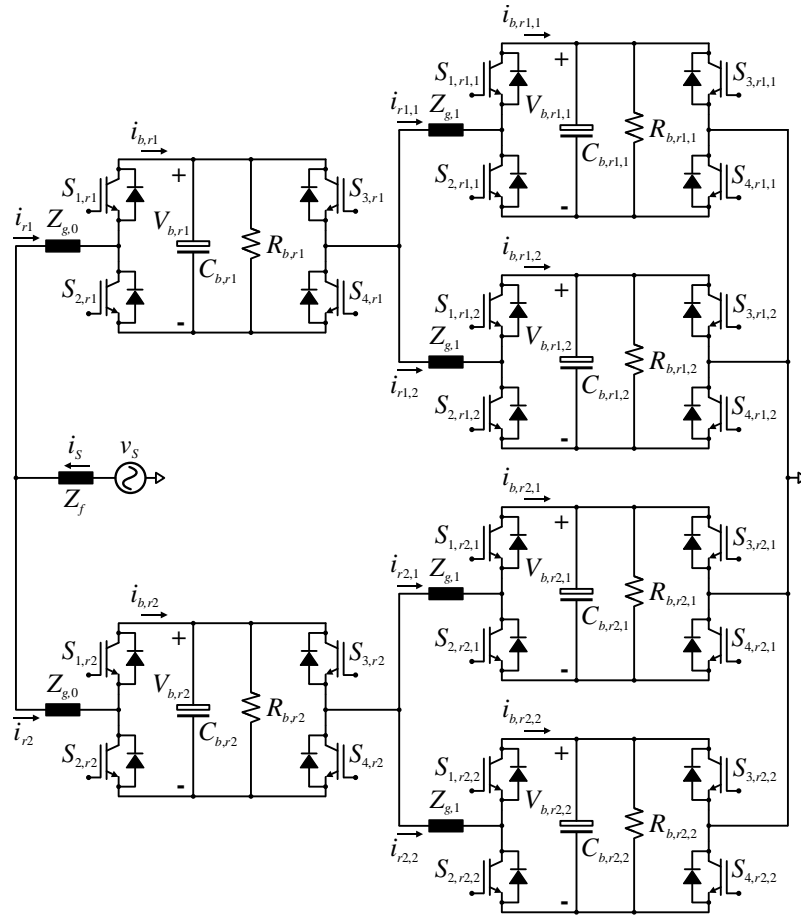 i_{b,r1,1}
S_{1,r1,1}
+
S_{3,r1,1}
i_{r1,1}
Z_{g,1}
V_{b,r1,1}
R_{b,r1,1}
C_{b,r1,1}
S_{2,r1,1}
S_{4,r1,1}
-
i_{b,r1}
S_{1,r1}
+
S_{3,r1}
i_{r1}
Z_{g,0}
V_{b,r1}
R_{b,r1}
C_{b,r1}
S_{2,r1}
S_{4,r1}
-
i_{b,r1,2}
S_{1,r1,2}
+
S_{3,r1,2}
Z_{g,1}
V_{b,r1,2}
R_{b,r1,2}
C_{b,r1,2}
i_{r1,2}
S_{2,r1,2}
S_{4,r1,2}
-
i_S
v_S
Z_f
i_{b,r2,1}
S_{1,r2,1}
+
S_{3,r2,1}
i_{r2,1}
Z_{g,1}
V_{b,r2,1}
R_{b,r2,1}
C_{b,r2,1}
S_{2,r2,1}
S_{4,r2,1}
-
i_{b,r2}
S_{1,r2}
+
S_{3,r2}
Z_{g,0}
V_{b,r2}
R_{b,r2}
C_{b,r2}
i_{r2}
S_{2,r2}
S_{4,r2}
-
i_{b,r2,2}
S_{1,r2,2}
+
S_{3,r2,2}
Z_{g,1}
V_{b,r2,2}
R_{b,r2,2}
C_{b,r2,2}
i_{r2,2}
S_{2,r2,2}
S_{4,r2,2}
-